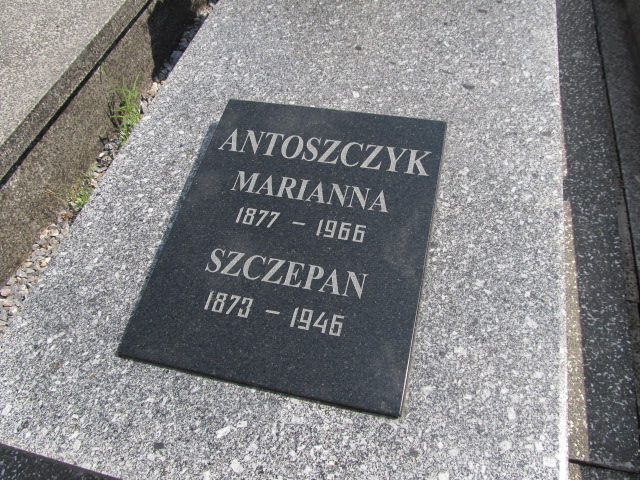 ANTOSZCZYK
MARIANNA
1877 – 1966
SZCZEPAN
1873 – 1946